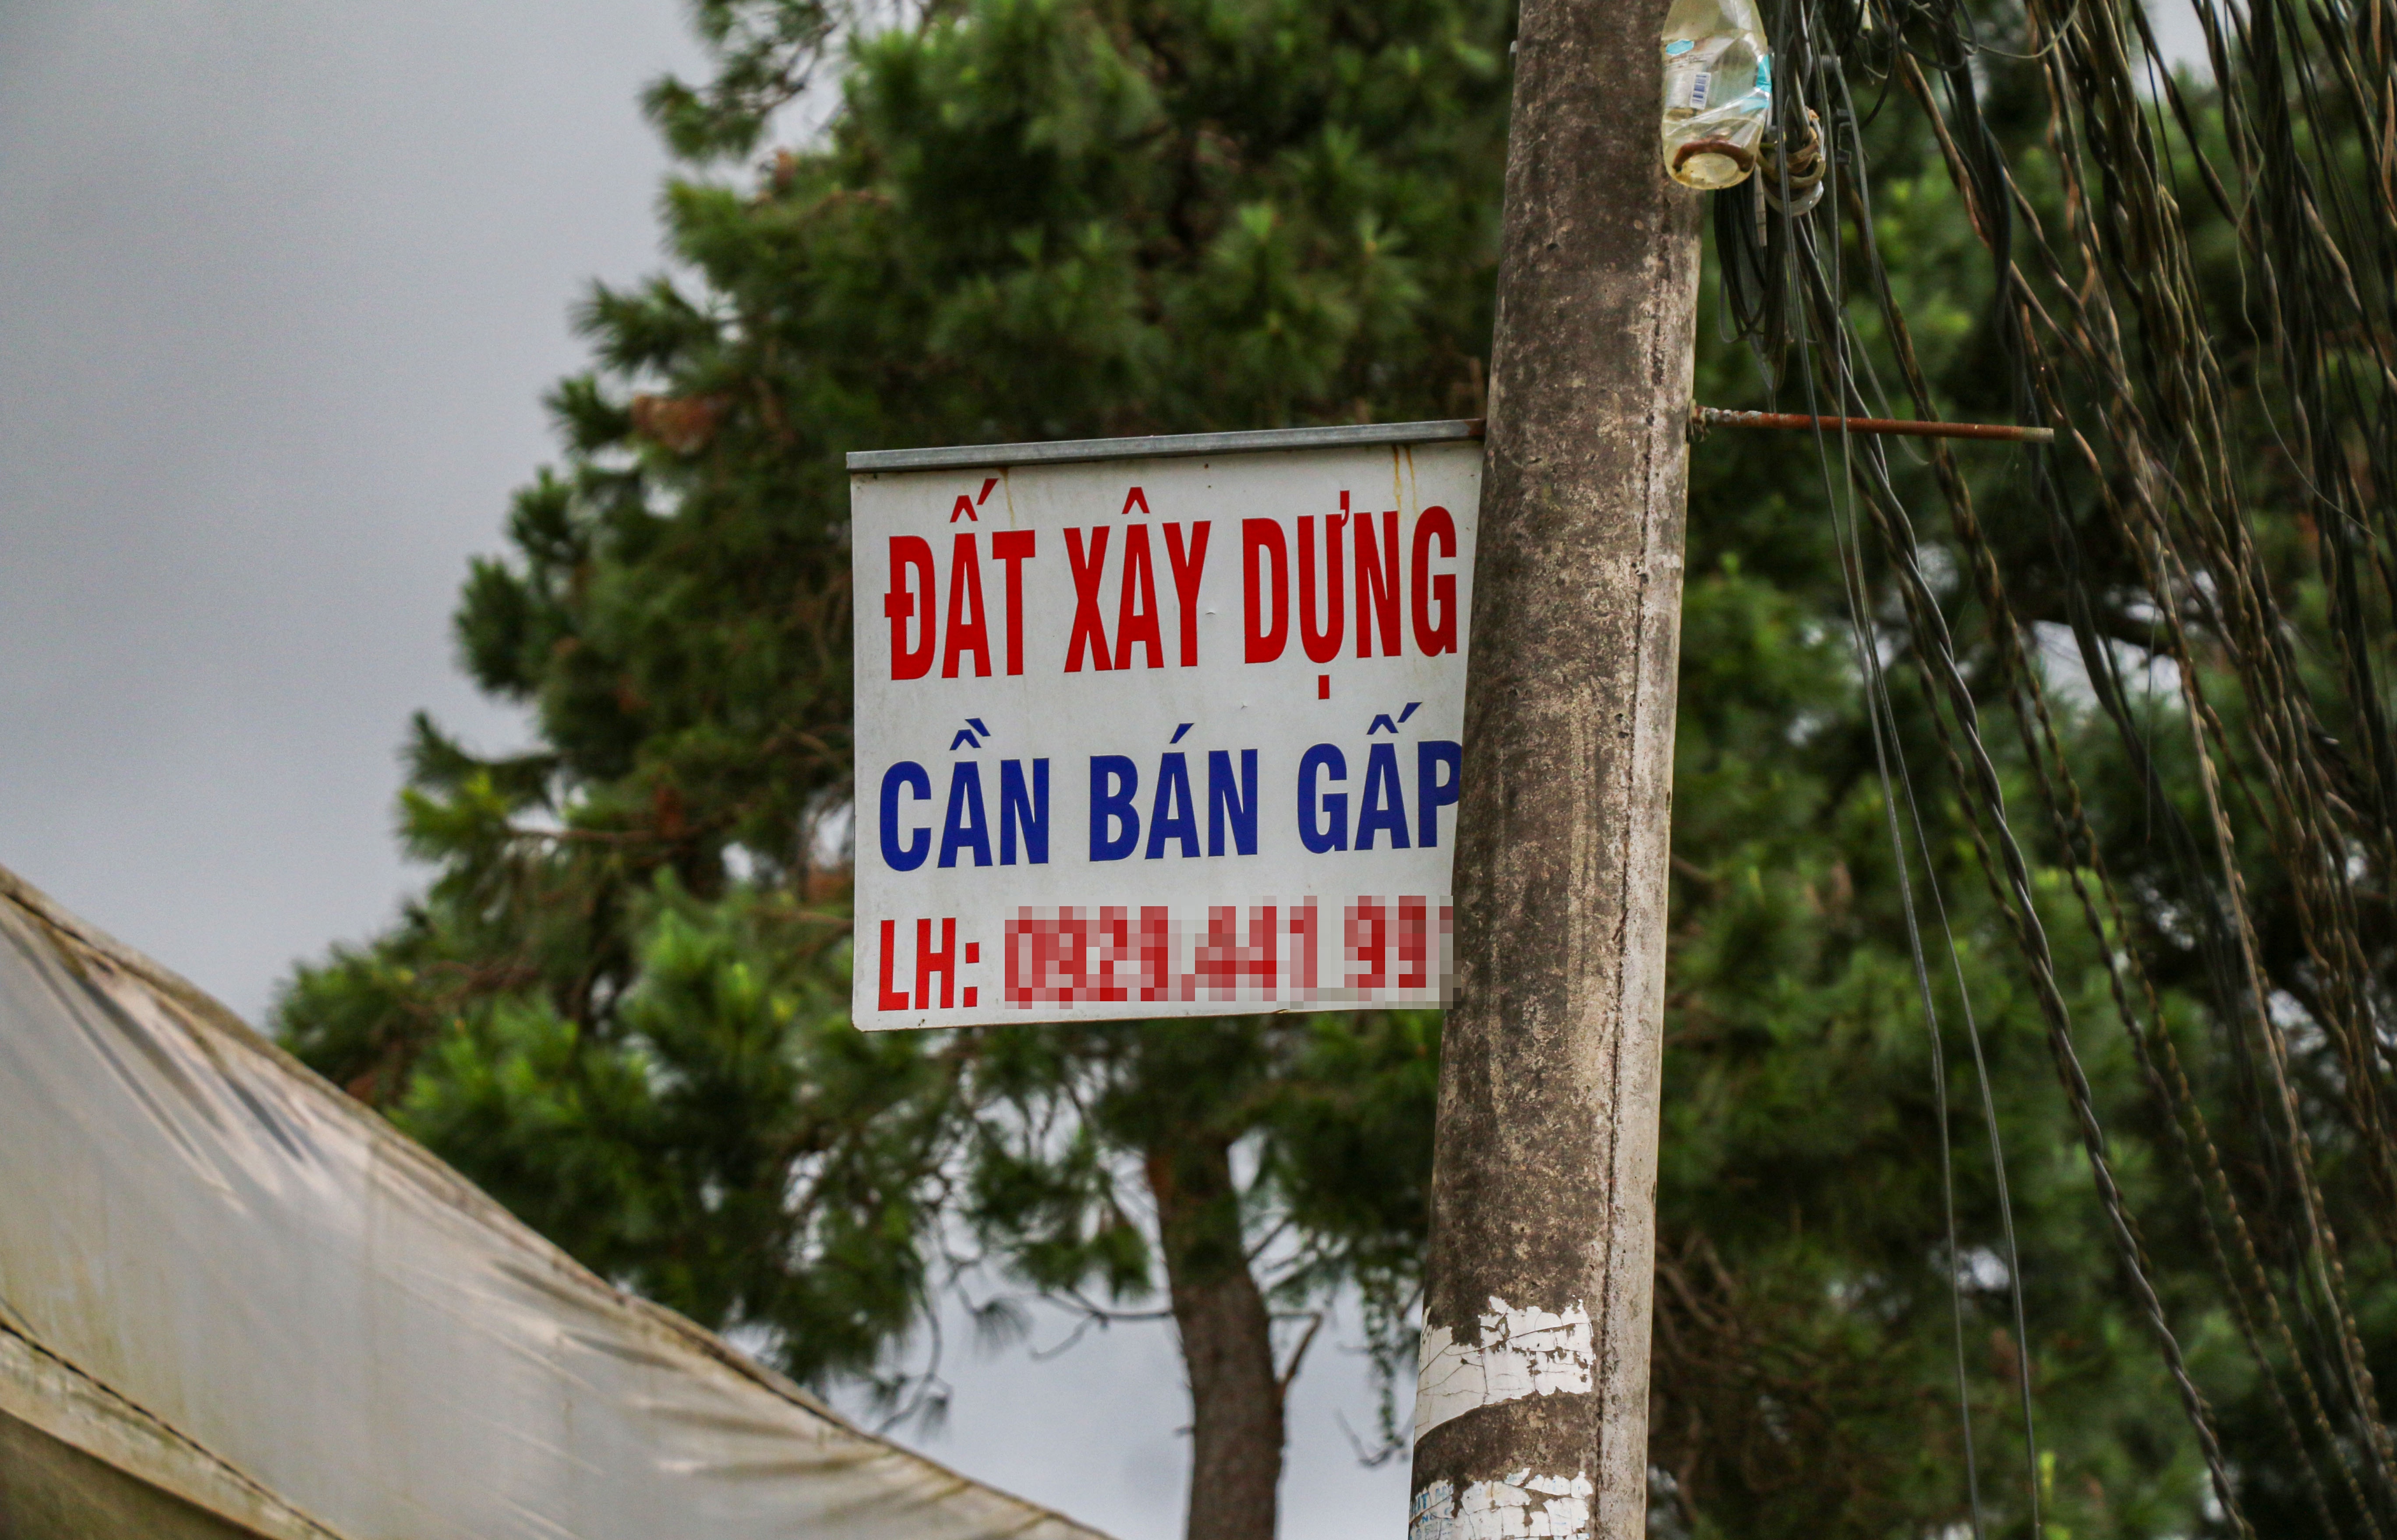 ĐẤT XÂY DỰNG
CẦN BÁN GẤP
LH: